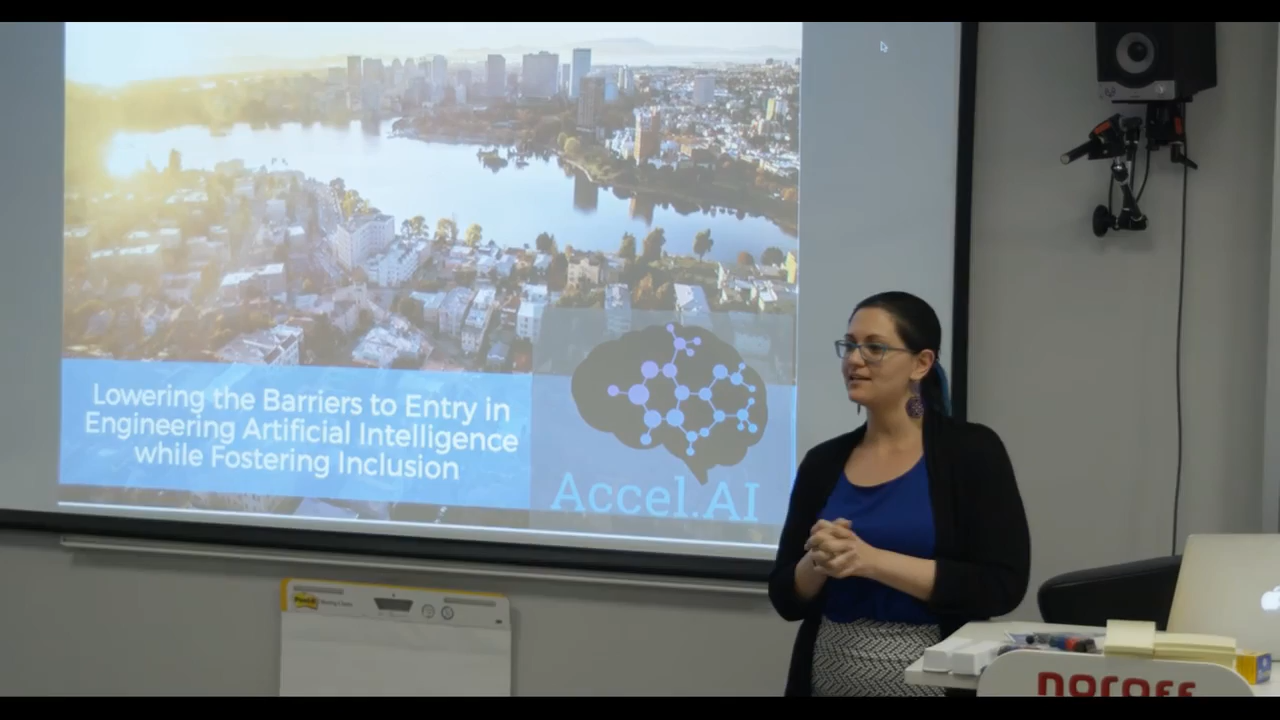 Lowering the Barriers to Entry in
Engineering Artificial Intelligence
while Fostering Inclusion
Accel.AI
Post-it
noroff